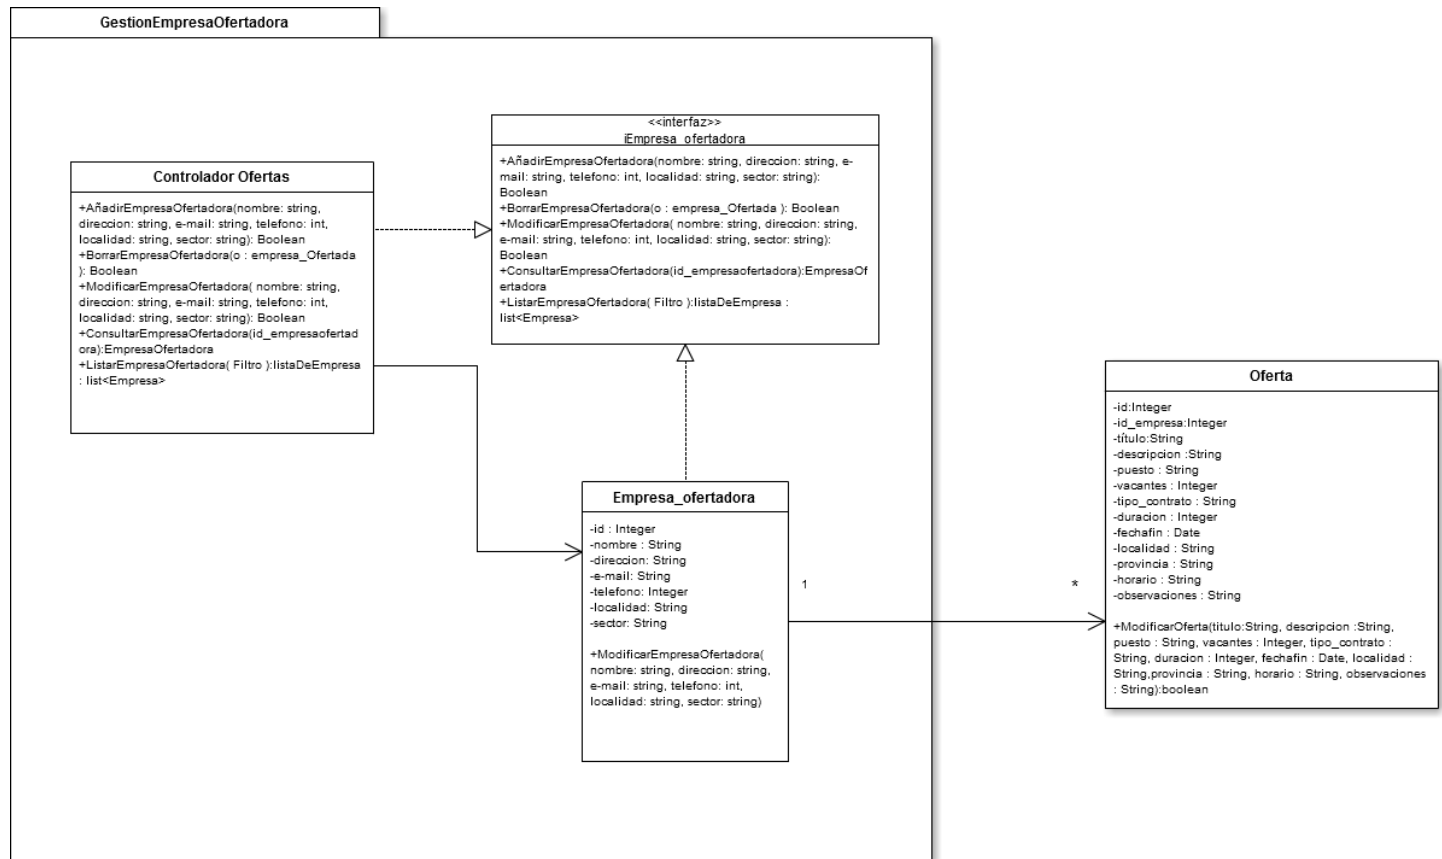 GestionEmpresaOfertadora
<<interfaz>>
iEmpresa_ofertadora
+AñadirEmpresaOfertadora(nombre: string, direccion: string, e-
mail: string, telefono: int, localidad: string, sector: string):
Boolean
+BorrarEmpresaOfertadora(o : empresa_Ofertada ): Boolean
+ModificarEmpresaOfertadora( nombre: string, direccion: string,
e-mail: string, telefono: int, localidad: string, sector: string):
Boolean
+ConsultarEmpresaOfertadora(id_empresaofertadora):EmpresaOf
ertadora
+ListarEmpresaOfertadora( Filtro ):listaDeEmpresa :
list<Empresa>
Controlador Ofertas
+AñadirEmpresaOfertadora(nombre: string,
direccion: string, e-mail: string, telefono: int,
localidad: string, sector: string): Boolean
+BorrarEmpresaOfertadora(o : empresa_Ofertada
): Boolean
+ModificarEmpresaOfertadora( nombre: string,
direccion: string, e-mail: string, telefono: int,
localidad: string, sector: string): Boolean
+ConsultarEmpresaOfertadora(id_empresaofertad
ora):EmpresaOfertadora
+ListarEmpresaOfertadora( Filtro ):listaDeEmpresa
: list<Empresa>
Empresa_ofertadora
-id : Integer
-nombre : String
-direccion: String
-e-mail: String
-telefono: Integer
-localidad: String
-sector: String
+ModificarEmpresaOfertadora(
nombre: string, direccion: string,
e-mail: string, telefono: int,
localidad: string, sector: string)
1
*
Oferta
-id:Integer
-id_empresa:Integer
-título:String
-descripcion :String
-puesto : String
-vacantes : Integer
-tipo_contrato : String
-duracion : Integer
-fechafin : Date
-localidad : String
-provincia : String
-horario : String
-observaciones : String
+ModificarOferta(titulo:String, descripcion :String,
puesto : String, vacantes : Integer, tipo_contrato :
String, duracion : Integer, fechafin : Date, localidad :
String,provincia : String, horario : String, observaciones
: String):boolean